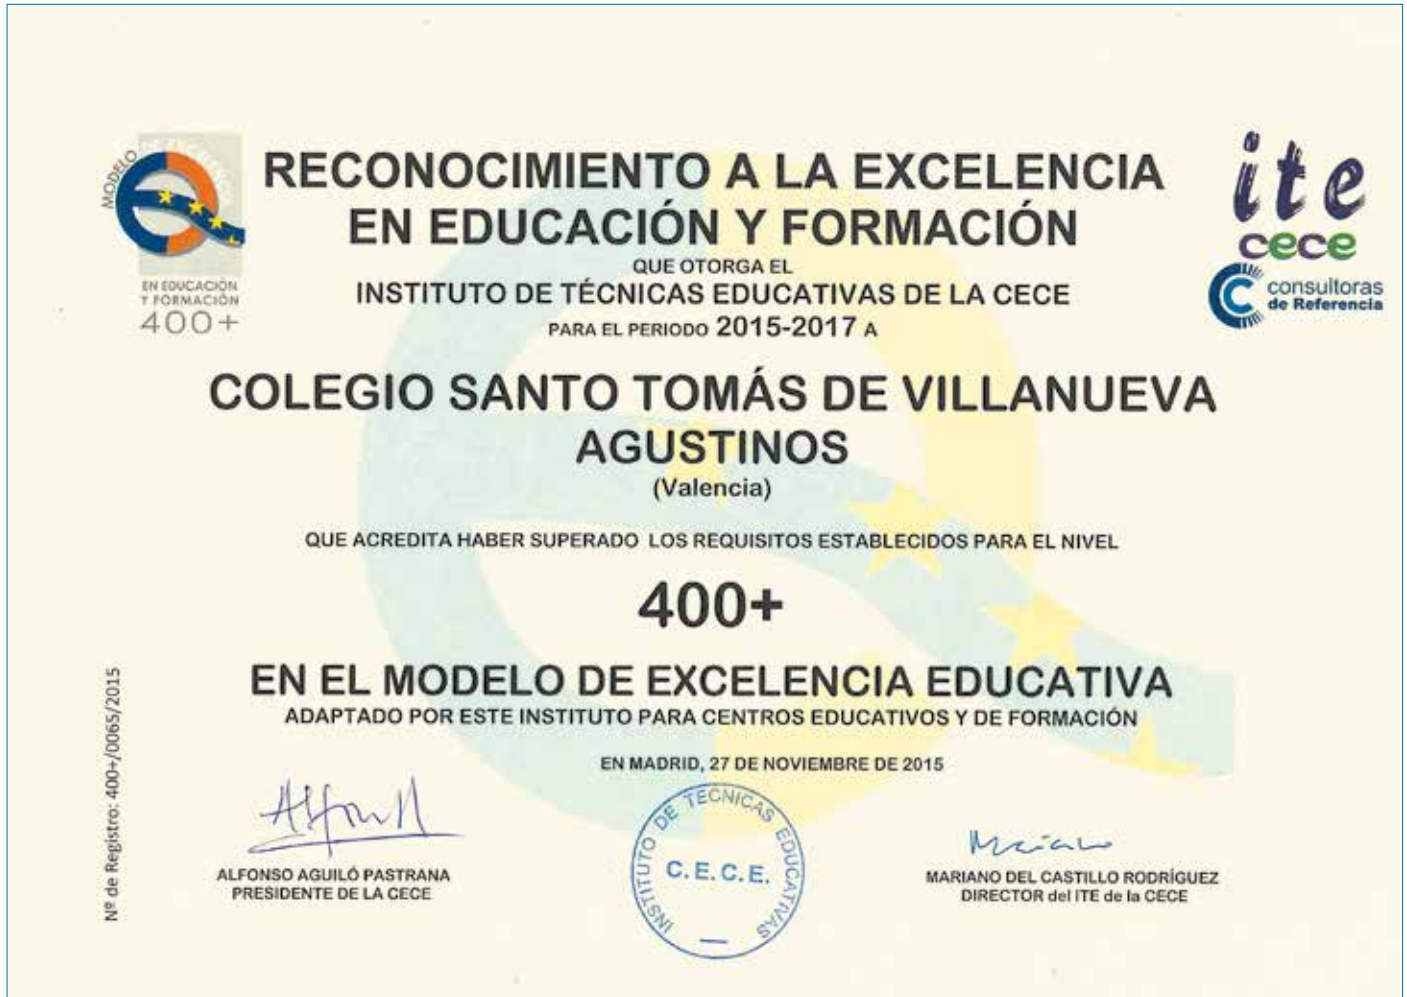 MODELO
EN EDUCACIÓN
Y FORMACIÓN
400+
RECONOCIMIENTO A LA EXCELENCIA
EN EDUCACIÓN Y FORMACIÓN
QUE OTORGA EL
INSTITUTO DE TÉCNICAS EDUCATIVAS DE LA CECE
PARA EL PERIODO 2015-2017 A
ite
cece
consultoras
de Referencia
COLEGIO SANTO TOMÁS DE VILLANUEVA
AGUSTINOS
(Valencia)
QUE ACREDITA HABER SUPERADO LOS REQUISITOS ESTABLECIDOS PARA EL NIVEL
400+
EN EL MODELO DE EXCELENCIA EDUCATIVA
ADAPTADO POR ESTE INSTITUTO PARA CENTROS EDUCATIVOS Y DE FORMACIÓN
EN MADRID, 27 DE NOVIEMBRE DE 2015
Nº de Registro: 400+/0065/2015
ALFONSO AGUILÓ PASTRANA
PRESIDENTE DE LA CECE
INSTITUTO DE TECNICAS EDUCATIVAS
C.E.C.E.
Mariano
MARIANO DEL CASTILLO RODRÍGUEZ
DIRECTOR del ITE de la CECE